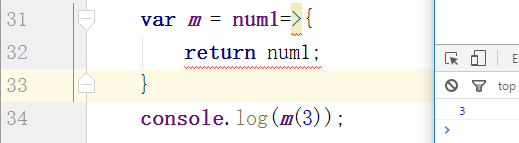 31 var m = num1=>{
32 return num1;
33 }
34 console.log(m(3));
E
top
3
>